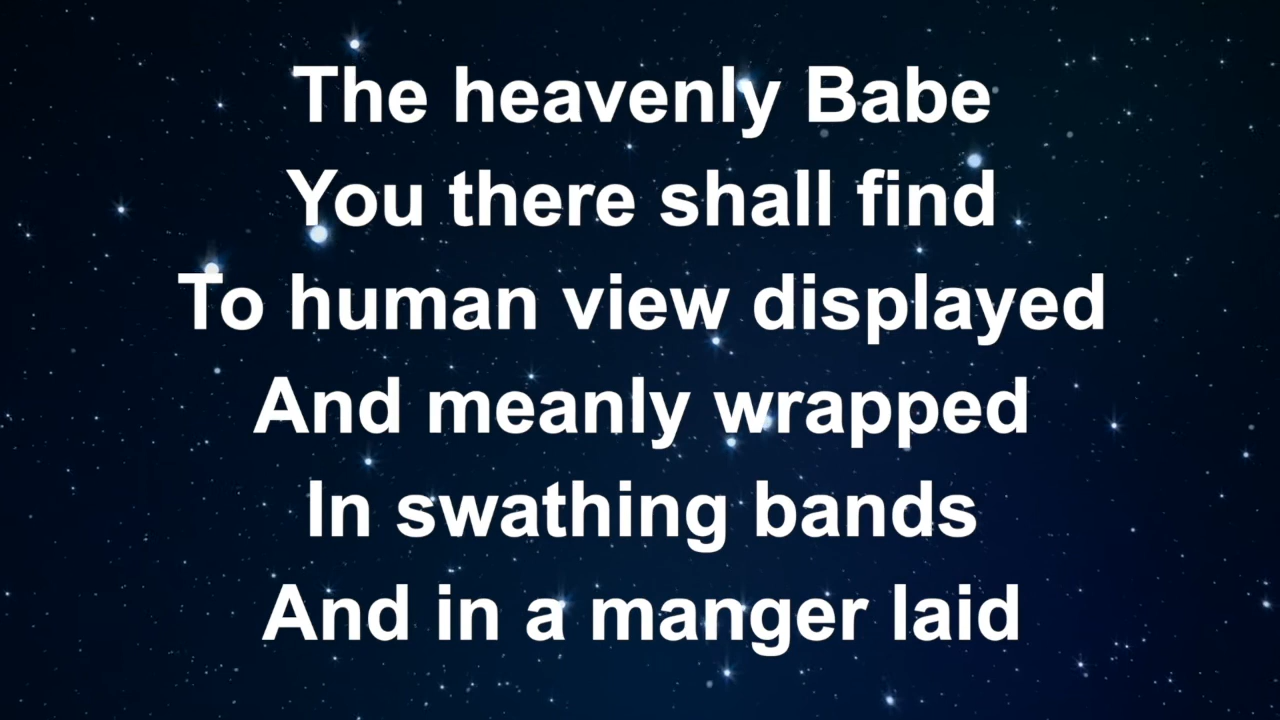 The heavenly Babe
You there shall find
To human view displayed
And meanly wrapped
In swathing bands
And in a manger laid